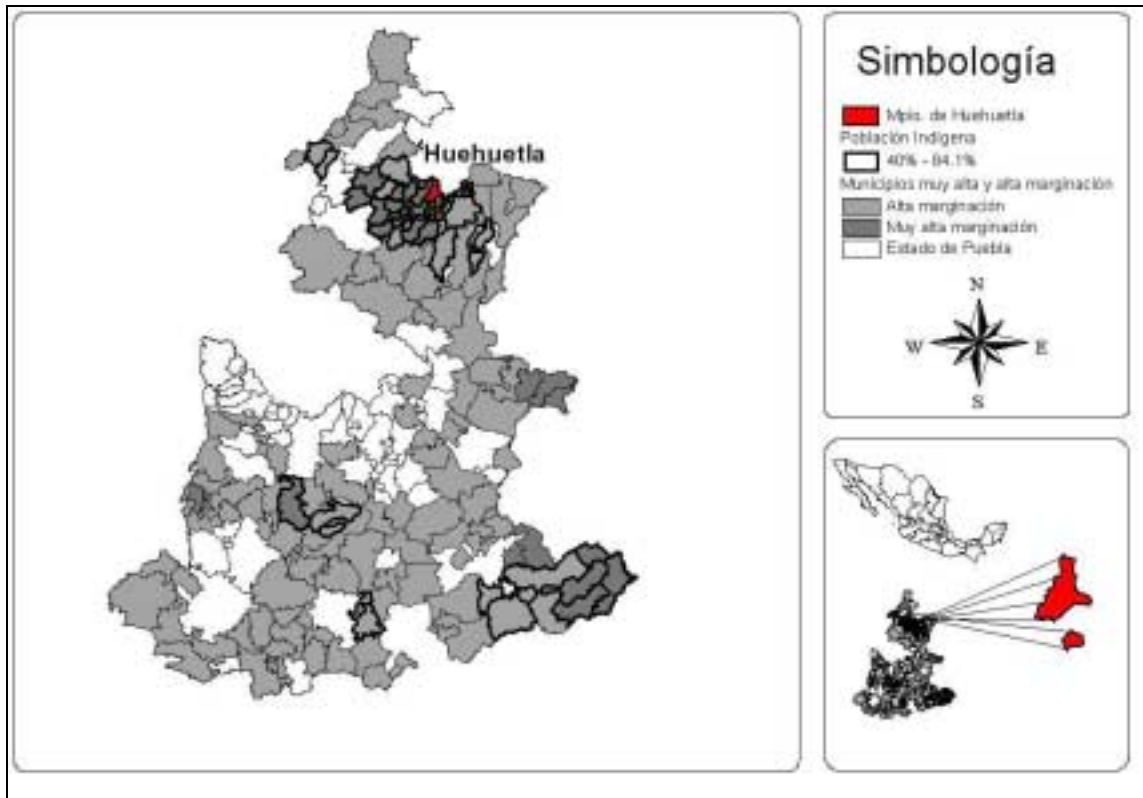 Huehuetla
Simbología
Mpio. de Huehuetla
Población Indígena
40% - 84.1%
Municipios muy alta y alta marginación
Alta marginación
Muy alta marginación
Estado de Puebla
N
W E
S